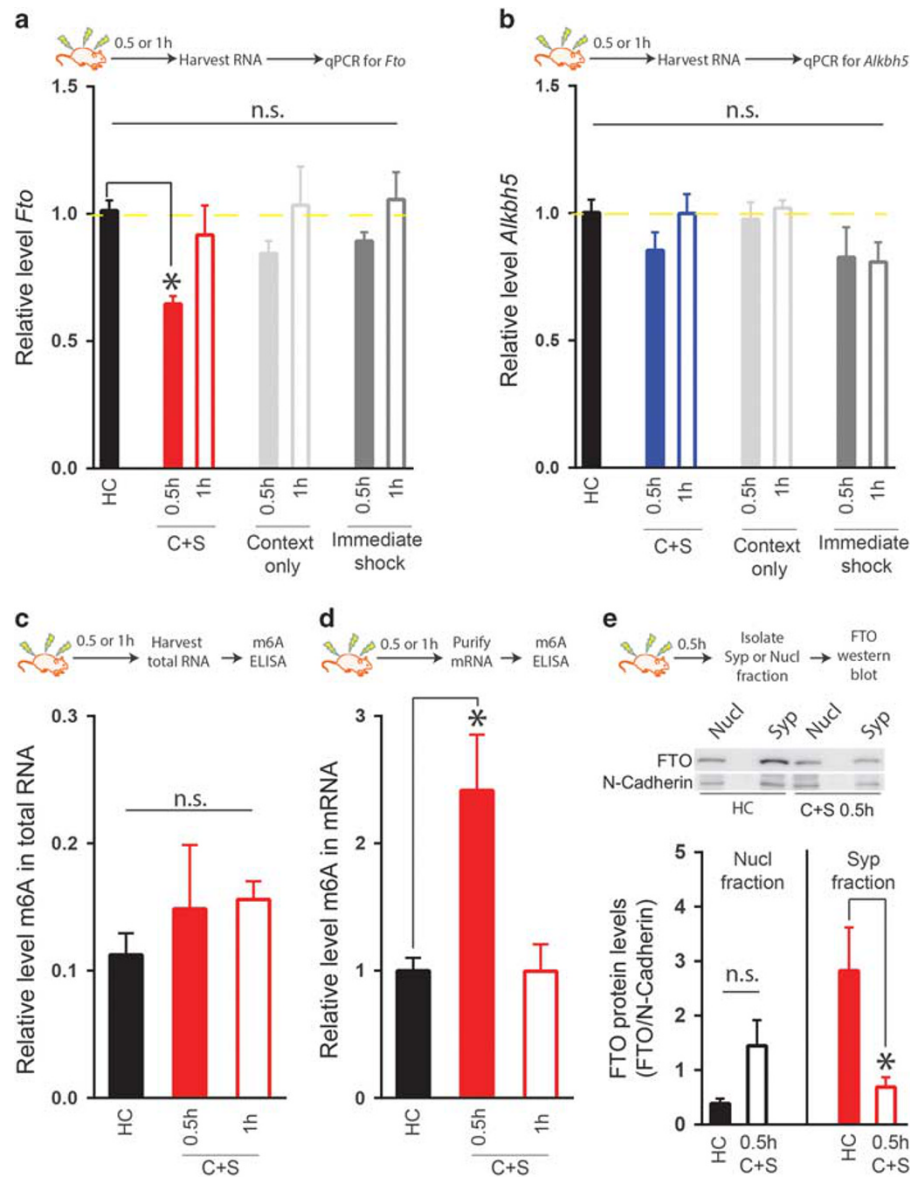 a
0.5 or 1h
Harvest RNA
qPCR for Fto
1.5
n.s.
1.0
*
0.5
0.0
Relative level Fto
HC
0.5h
1h
0.5h
1h
0.5h
1h
C+S
Context
only
Immediate
shock
b
0.5 or 1h
Harvest RNA
qPCR for Alkbh5
1.5
n.s.
1.0
0.5
0.0
Relative level Alkbh5
HC
0.5h
1h
0.5h
1h
0.5h
1h
C+S
Context
only
Immediate
shock
c
0.5 or 1h
Harvest
total RNA
m6A
ELISA
0.3
n.s.
0.2
0.1
0.0
Relative level m6A in total RNA
HC
0.5h
1h
C+S
d
0.5 or 1h
Purify
mRNA
m6A
ELISA
3
*
2
1
0
Relative level m6A in mRNA
HC
0.5h
1h
C+S
e
0.5h
Isolate
Syp or Nucl
fraction
FTO
western
blot
Nucl
Syp
Nucl
Syp
FTO
N-Cadherin
HC
C+S 0.5h
5
Nucl
fraction
Syp
fraction
4
3
2
n.s.
*
1
0
FTO protein levels
(FTO/N-Cadherin)
HC
0.5h
C+S
HC
0.5h
C+S